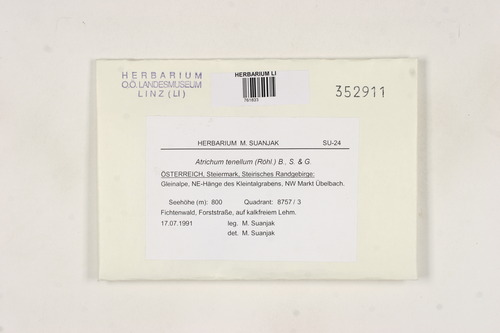 HERBARIUM
O.Ö. LANDESMUSEUM
LINZ (LI)
HERBARIUM LI
781835
352911
HERBARIUM M. SUANJAK SU-24
Atrichum tenellum (Röhl.) B., S. & G.
ÖSTERREICH, Steiermark, Steirisches Randgebirge:
Gleinalpe, NE-Hänge des Kleintalgrabens, NW Markt Übelbach.
Seehöhe (m): 800 Quadrant: 8757 / 3
Fichtenwald, Forststraße, auf kalkfreiem Lehm.
17.07.1991 leg. M. Suanjak
det. M. Suanjak